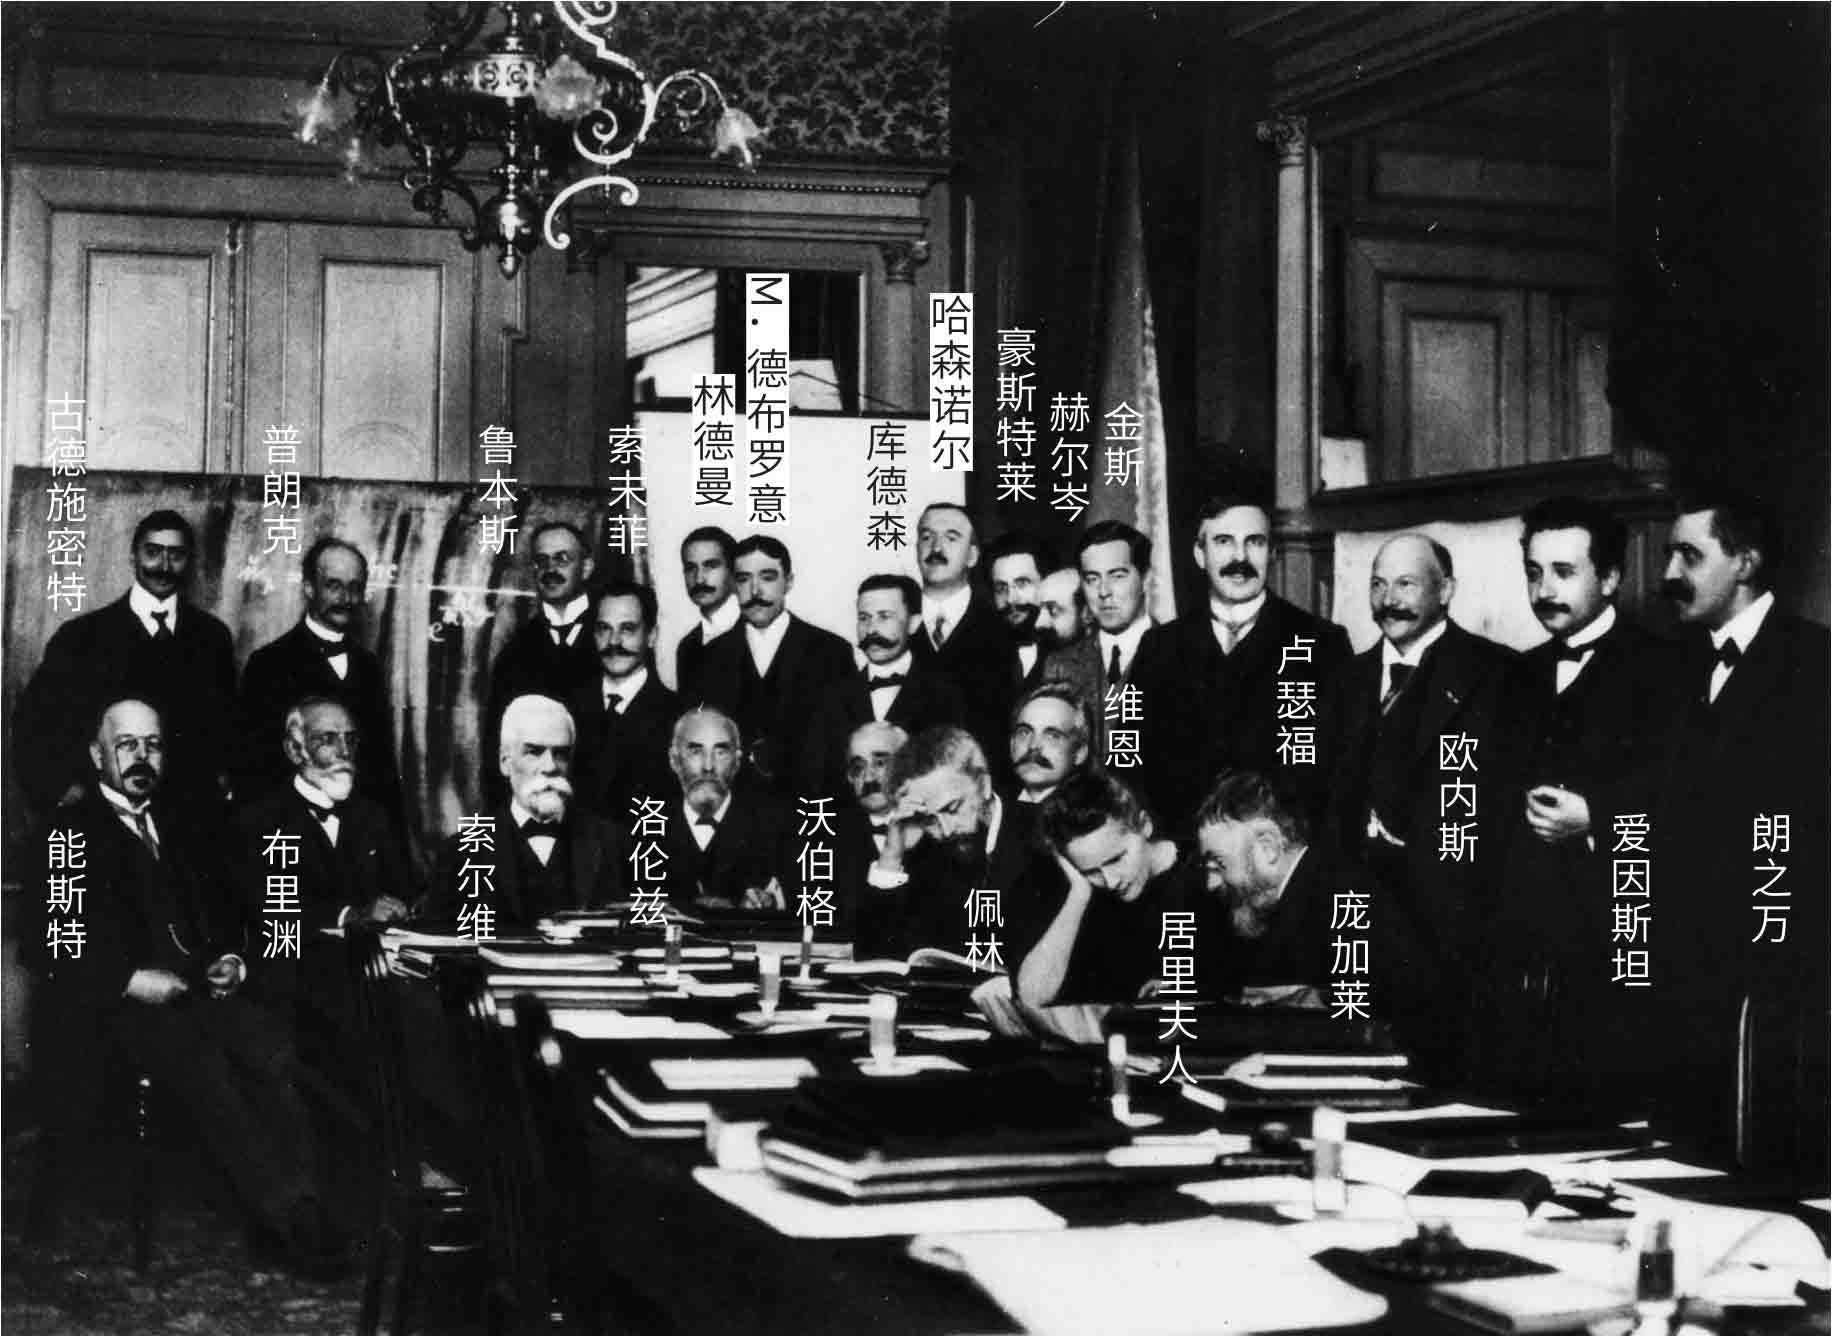 古德施密特
普朗克
鲁本斯
索末菲
林德曼
M.德布罗意
库德森
哈森诺尔
豪斯特莱
赫尔岑
金斯
卢瑟福
欧内斯
爱因斯坦
朗之万
能斯特
布里渊
索尔维
洛伦兹
沃伯格
佩林
维恩
居里夫人
庞加莱